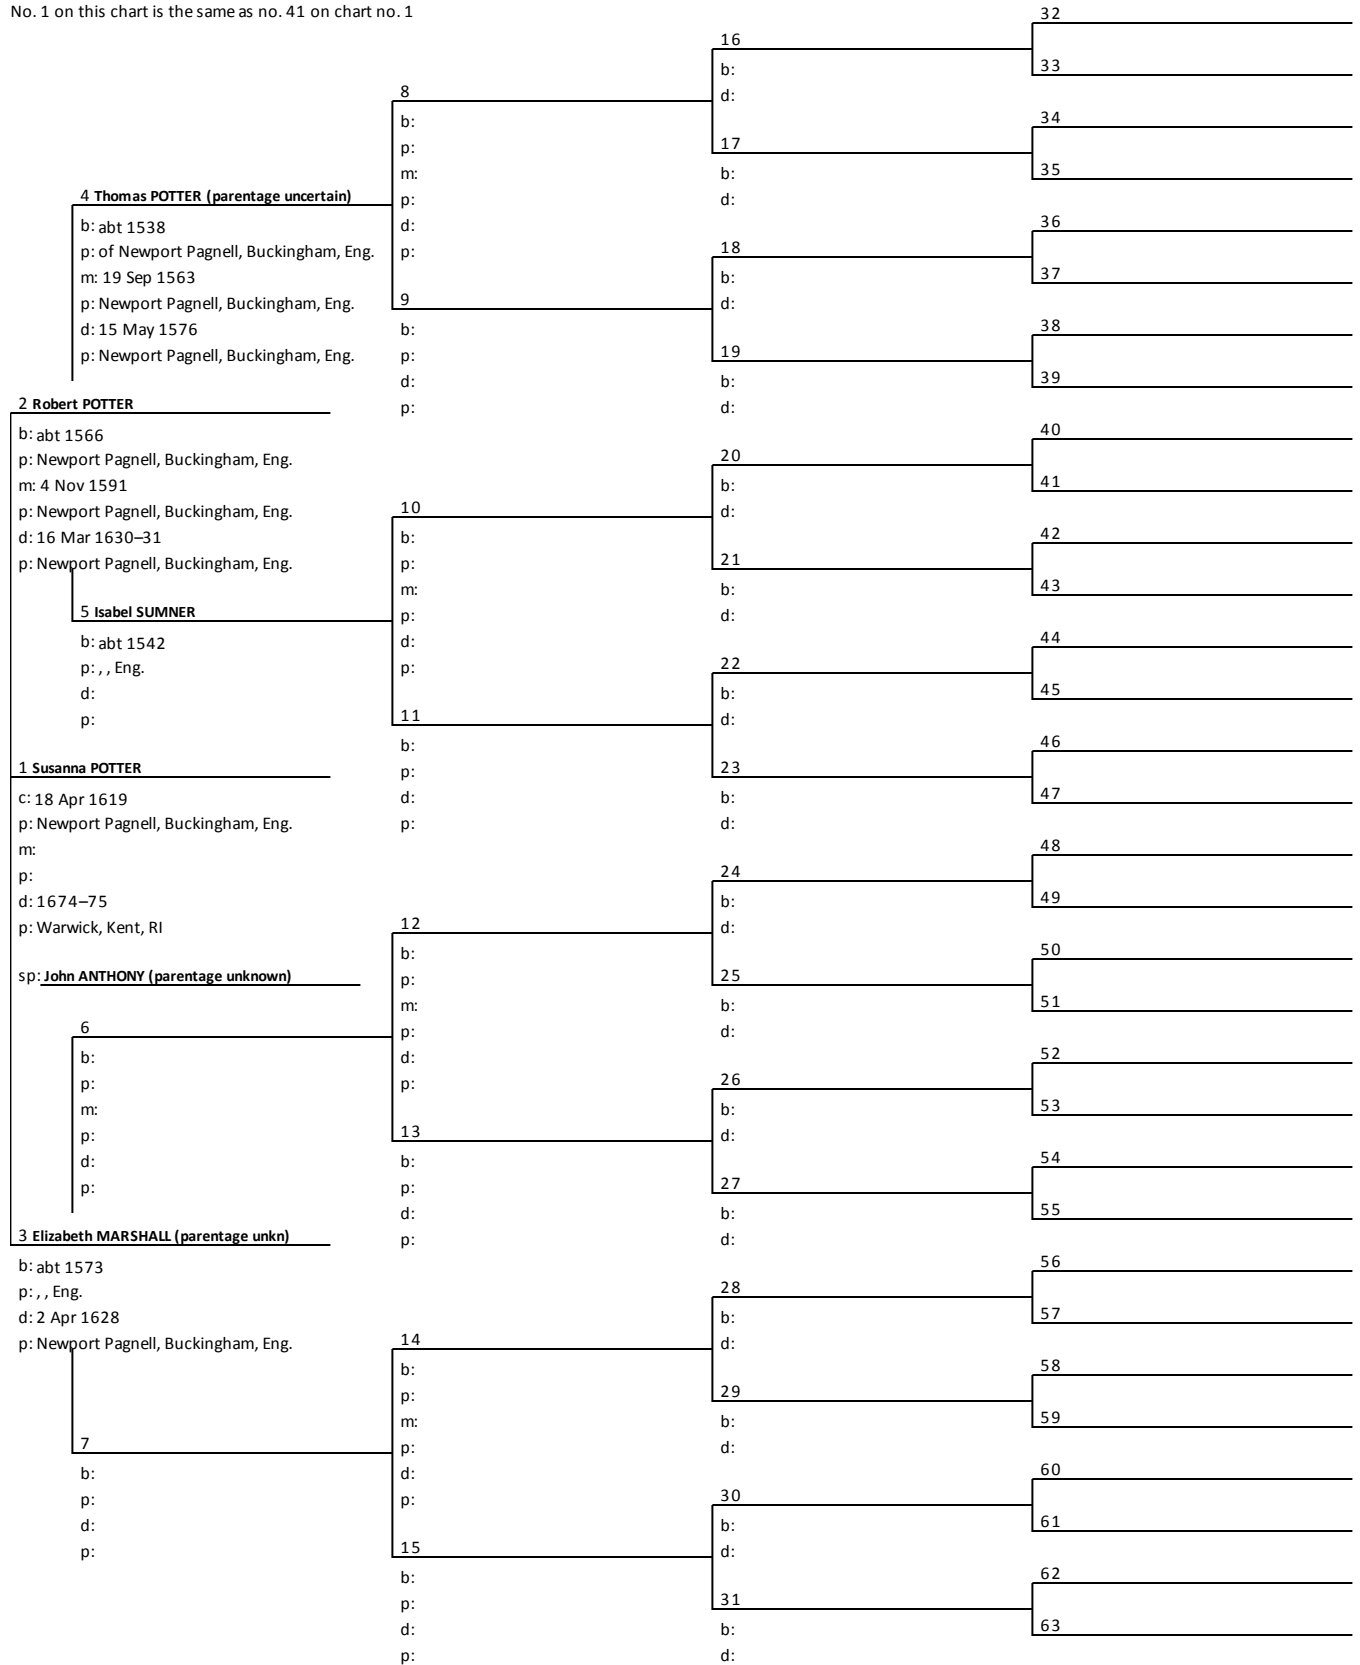 No. 1 on this chart is the same as no. 41 on chart no. 1
4 Thomas POTTER (parentage uncertain)
b: abt 1538
p: of Newport Pagnell, Buckingham, Eng.
m: 19 Sep 1563
p: Newport Pagnell, Buckingham, Eng.
d: 15 May 1576
p: Newport Pagnell, Buckingham, Eng.
2 Robert POTTER
b: abt 1566
p: Newport Pagnell, Buckingham, Eng.
m: 4 Nov 1591
p: Newport Pagnell, Buckingham, Eng.
d: 16 Mar 1630–31
p: Newport Pagnell, Buckingham, Eng.
5 Isabel SUMNER
b: abt 1542
p: , , Eng.
d:
p:
1 Susanna POTTER
c: 18 Apr 1619
p: Newport Pagnell, Buckingham, Eng.
m:
p:
d: 1674–75
p: Warwick, Kent, RI
sp: John ANTHONY (parentage unknown)
6
b:
p:
m:
p:
d:
p:
3 Elizabeth MARSHALL (parentage unkn)
b: abt 1573
p: , , Eng.
d: 2 Apr 1628
p: Newport Pagnell, Buckingham, Eng.
7
b:
p:
d:
p:
8
b:
p:
m:
p:
d:
p:
9
b:
p:
d:
p:
10
b:
p:
m:
p:
d:
p:
11
b:
p:
d:
p:
12
b:
p:
m:
p:
d:
p:
13
b:
p:
d:
p:
14
b:
p:
m:
p:
d:
p:
15
b:
p:
d:
p:
16
b:
d:
17
b:
d:
18
b:
d:
19
b:
d:
20
b:
d:
21
b:
d:
22
b:
d:
23
b:
d:
24
b:
d:
25
b:
d:
26
b:
d:
27
b:
d:
28
b:
d:
29
b:
d:
30
b:
d:
31
b:
d:
32
33
34
35
36
37
38
39
40
41
42
43
44
45
46
47
48
49
50
51
52
53
54
55
56
57
58
59
60
61
62
63